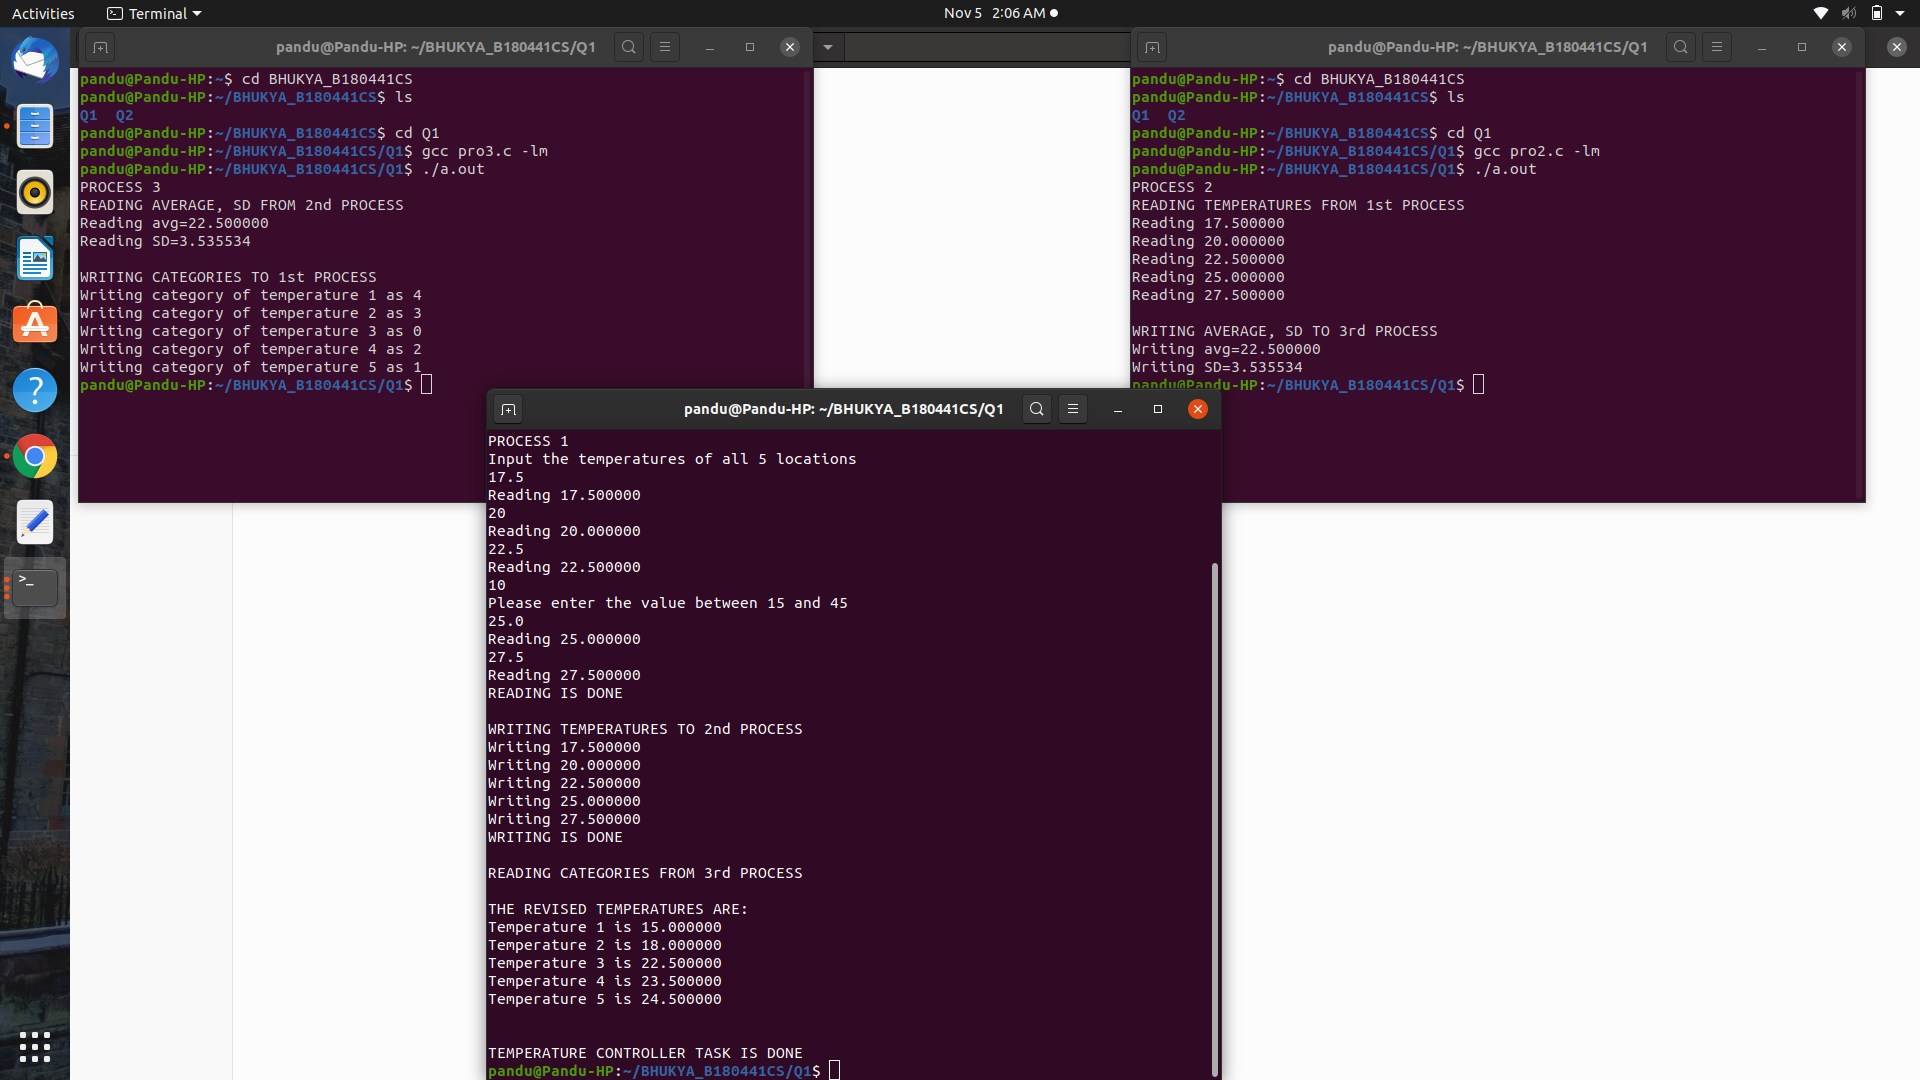 Activities
Terminal
Nov 5 2:06 AM
pandu@Pandu-HP: ~/BHUKYA_B180441CS/Q1
pandu@Pandu-HP:~$ cd BHUKYA_B180441CS
pandu@Pandu-HP:~/BHUKYA_B180441CS$ ls
Q1 Q2
pandu@Pandu-HP:~/BHUKYA_B180441CS$ cd Q1
pandu@Pandu-HP:~/BHUKYA_B180441CS/Q1$ gcc pro3.c -lm
pandu@Pandu-HP:~/BHUKYA_B180441CS/Q1$ ./a.out
PROCESS 3
READING AVERAGE, SD FROM 2nd PROCESS
Reading avg=22.500000
Reading SD=3.535534
WRITING CATEGORIES TO 1st PROCESS
Writing category of temperature 1 as 4
Writing category of temperature 2 as 3
Writing category of temperature 3 as 0
Writing category of temperature 4 as 2
Writing category of temperature 5 as 1
pandu@Pandu-HP:~/BHUKYA_B180441CS/Q1$
pandu@Pandu-HP: ~/BHUKYA_B180441CS/Q1
pandu@Pandu-HP:~$ cd BHUKYA_B180441CS
pandu@Pandu-HP:~/BHUKYA_B180441CS$ ls
Q1 Q2
pandu@Pandu-HP:~/BHUKYA_B180441CS$ cd Q1
pandu@Pandu-HP:~/BHUKYA_B180441CS/Q1$ gcc pro2.c -lm
pandu@Pandu-HP:~/BHUKYA_B180441CS/Q1$ ./a.out
PROCESS 2
READING TEMPERATURES FROM 1st PROCESS
Reading 17.500000
Reading 20.000000
Reading 22.500000
Reading 25.000000
Reading 27.500000
WRITING AVERAGE, SD TO 3rd PROCESS
Writing avg=22.500000
Writing SD=3.535534
pandu@Pandu-HP:~/BHUKYA_B180441CS/Q1$
pandu@Pandu-HP: ~/BHUKYA_B180441CS/Q1
PROCESS 1
Input the temperatures of all 5 locations
17.5
Reading 17.500000
20
Reading 20.000000
22.5
Reading 22.500000
10
Please enter the value between 15 and 45
25.0
Reading 25.000000
27.5
Reading 27.500000
READING IS DONE
WRITING TEMPERATURES TO 2nd PROCESS
Writing 17.500000
Writing 20.000000
Writing 22.500000
Writing 25.000000
Writing 27.500000
WRITING IS DONE
READING CATEGORIES FROM 3rd PROCESS
THE REVISED TEMPERATURES ARE:
Temperature 1 is 15.000000
Temperature 2 is 18.000000
Temperature 3 is 22.500000
Temperature 4 is 23.500000
Temperature 5 is 24.500000
TEMPERATURE CONTROLLER TASK IS DONE
pandu@Pandu-HP:~/BHUKYA_B180441CS/Q1$